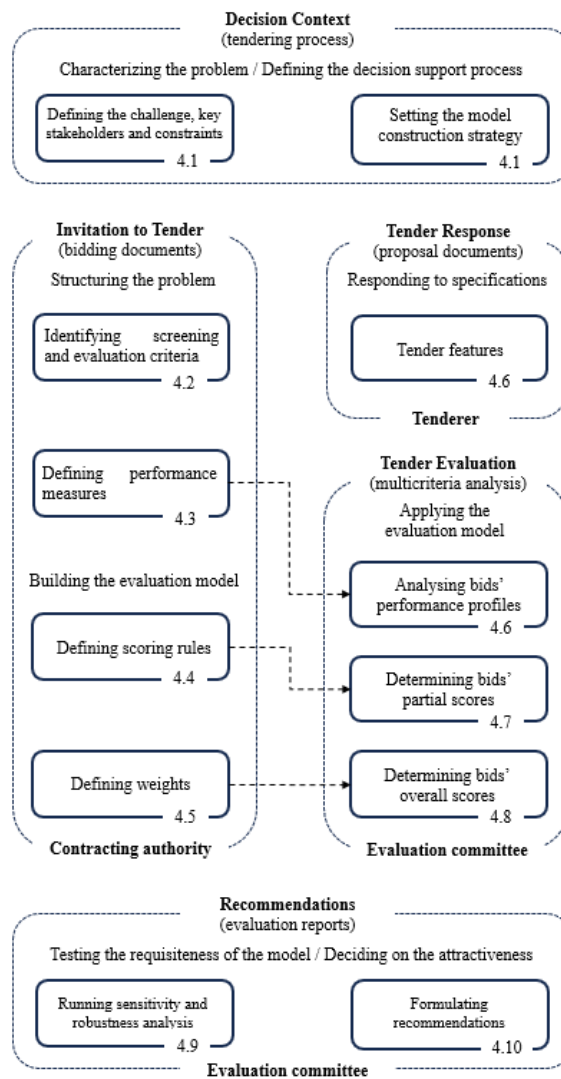 Decision Context
(tendering process)
Characterizing the problem / Defining the decision support process
Defining the challenge, key
stakeholders and constraints
4.1
Setting the model
construction strategy
4.1
Invitation to Tender
(bidding documents)
Structuring the problem
Identifying screening
and evaluation criteria
4.2
Defining performance
measures
4.3
Building the evaluation model
Defining scoring rules
4.4
Defining weights
4.5
Contracting authority
Tender Response
(proposal documents)
Responding to specifications
Tender features
4.6
Tenderer
Tender Evaluation
(multicriteria analysis)
Applying the
evaluation model
Analysing bids'
performance profiles
4.6
Determining bids'
partial scores
4.7
Determining bids'
overall scores
4.8
Evaluation committee
Recommendations
(evaluation reports)
Testing the requisiteness of the model / Deciding on the attractiveness
Running sensitivity and
robustness analysis
4.9
Formulating
recommendations
4.10
Evaluation committee